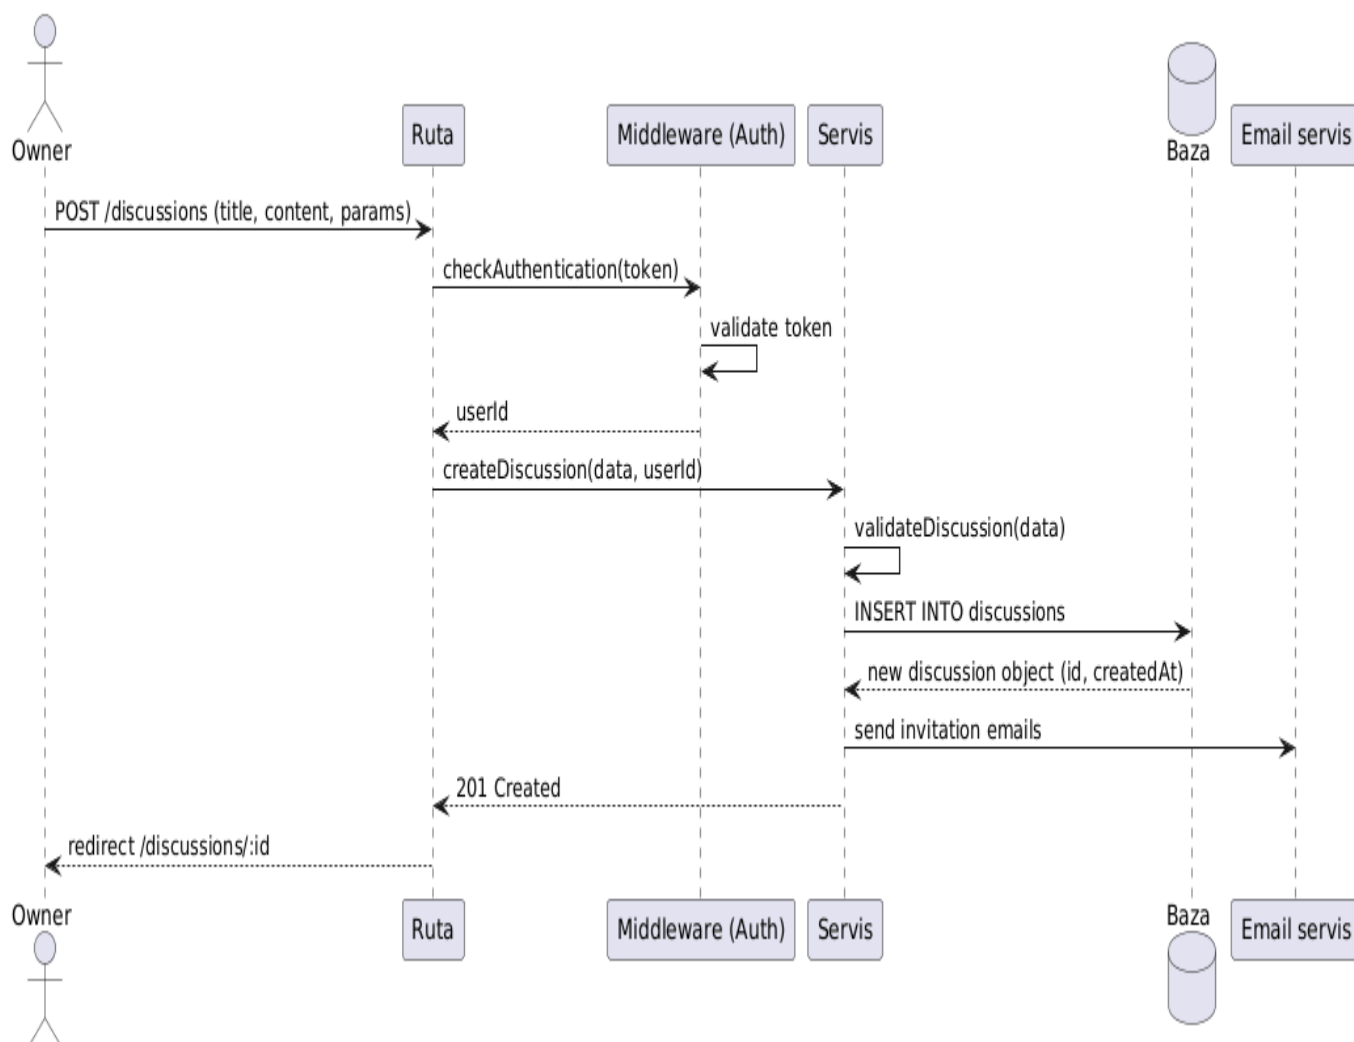 Owner
Ruta
Middleware (Auth)
Servis
Baza
Email servis
POST /discussions (title, content, params)
checkAuthentication(token)
validate token
userId
createDiscussion(data, userId)
validateDiscussion(data)
INSERT INTO discussions
new discussion object (id, createdAt)
send invitation emails
201 Created
redirect /discussions/:id
Owner
Ruta
Middleware (Auth)
Servis
Baza
Email servis